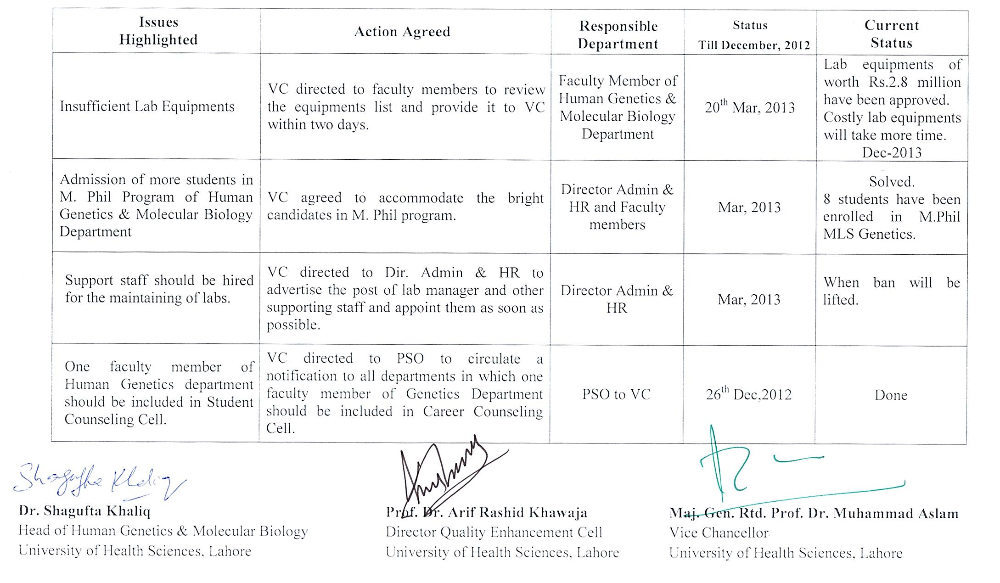 Issues
Highlighted
Action Agreed
Responsible
Department
Status
Till December, 2012
Current
Status
Insufficient Lab Equipments
VC directed to faculty members to review
the equipments list and provide it to VC
within two days.
Faculty Member of
Human Genetics &
Molecular Biology
Department
20th Mar, 2013
Lab equipments of
worth Rs.2.8 million
have been approved.
Costly lab equipments
will take more time.
Dec-2013
Admission of more students in
M. Phil Program of Human
Genetics & Molecular Biology
Department
VC agreed to accommodate the bright
candidates in M. Phil program.
Director Admin &
HR and Faculty
members
Mar, 2013
Solved.
8 students have been
enrolled in M.Phil
MLS Genetics.
Support staff should be hired
for the maintaining of labs.
VC directed to Dir. Admin & HR to
advertise the post of lab manager and other
supporting staff and appoint them as soon as
possible.
Director Admin &
HR
Mar, 2013
When ban will be
lifted.
One faculty member of
Human Genetics department
should be included in Student
Counseling Cell.
VC directed to PSO to circulate a
notification to all departments in which one
faculty member of Genetics Department
should be included in Career Counseling
Cell.
PSO to VC
26th Dec,2012
Done
Shagufta Khaliq
Dr. Shagufta Khaliq
Head of Human Genetics & Molecular Biology
University of Health Sciences, Lahore
Prof. Dr. Arif Rashid Khawaja
Director Quality Enhancement Cell
University of Health Sciences, Lahore
Maj. Gen. Rtd. Prof. Dr. Muhammad Aslam
Vice Chancellor
University of Health Sciences, Lahore